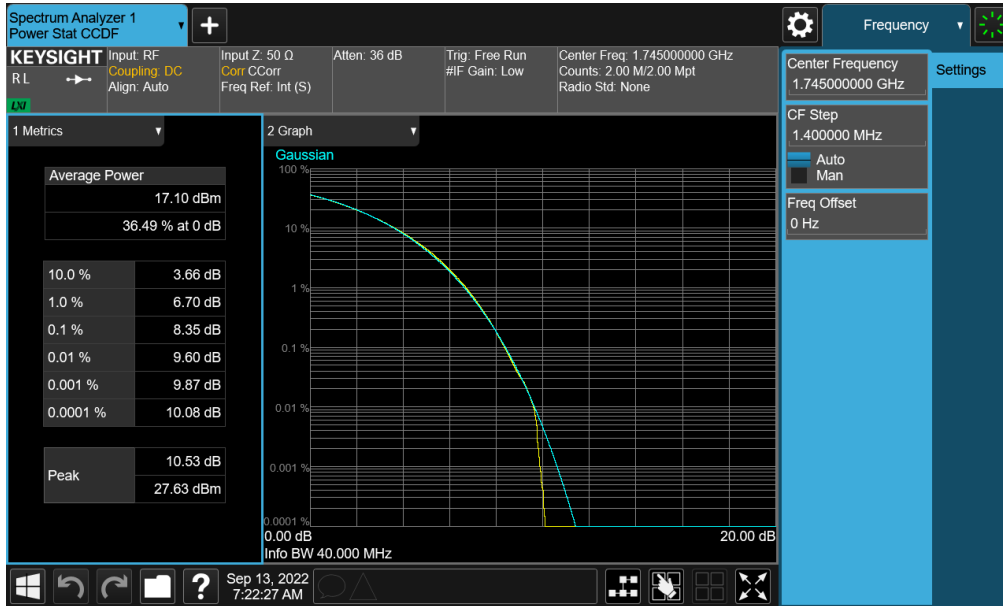 Spectrum Analyzer 1
Power Stat CCDF
Frequency
KEYSIGHT
R L
LXI
Input: RF
Coupling: DC
Align: Auto
Input Z: 50 Ω
Corr CCorr
Freq Ref: Int (S)
Atten: 36 dB
Trig: Free Run
#IF Gain: Low
Center Freq: 1.745000000 GHz
Counts: 2.00 M/2.00 Mpt
Radio Std: None
Center Frequency
1.745000000 GHz
CF Step
1.400000 MHz
Auto
Man
Freq Offset
0 Hz
Settings
1 Metrics
Average Power
17.10 dBm
36.49 % at 0 dB
10.0 % 3.66 dB
1.0 % 6.70 dB
0.1 % 8.35 dB
0.01 % 9.60 dB
0.001 % 9.87 dB
0.0001 % 10.08 dB
Peak
10.53 dB
27.63 dBm
2 Graph
Gaussian
100 %
10 %
1 %
0.1 %
0.01 %
0.001 %
0.0001 %
0.00 dB 20.00 dB
Info BW 40.000 MHz
?
Sep 13, 2022
7:22:27 AM